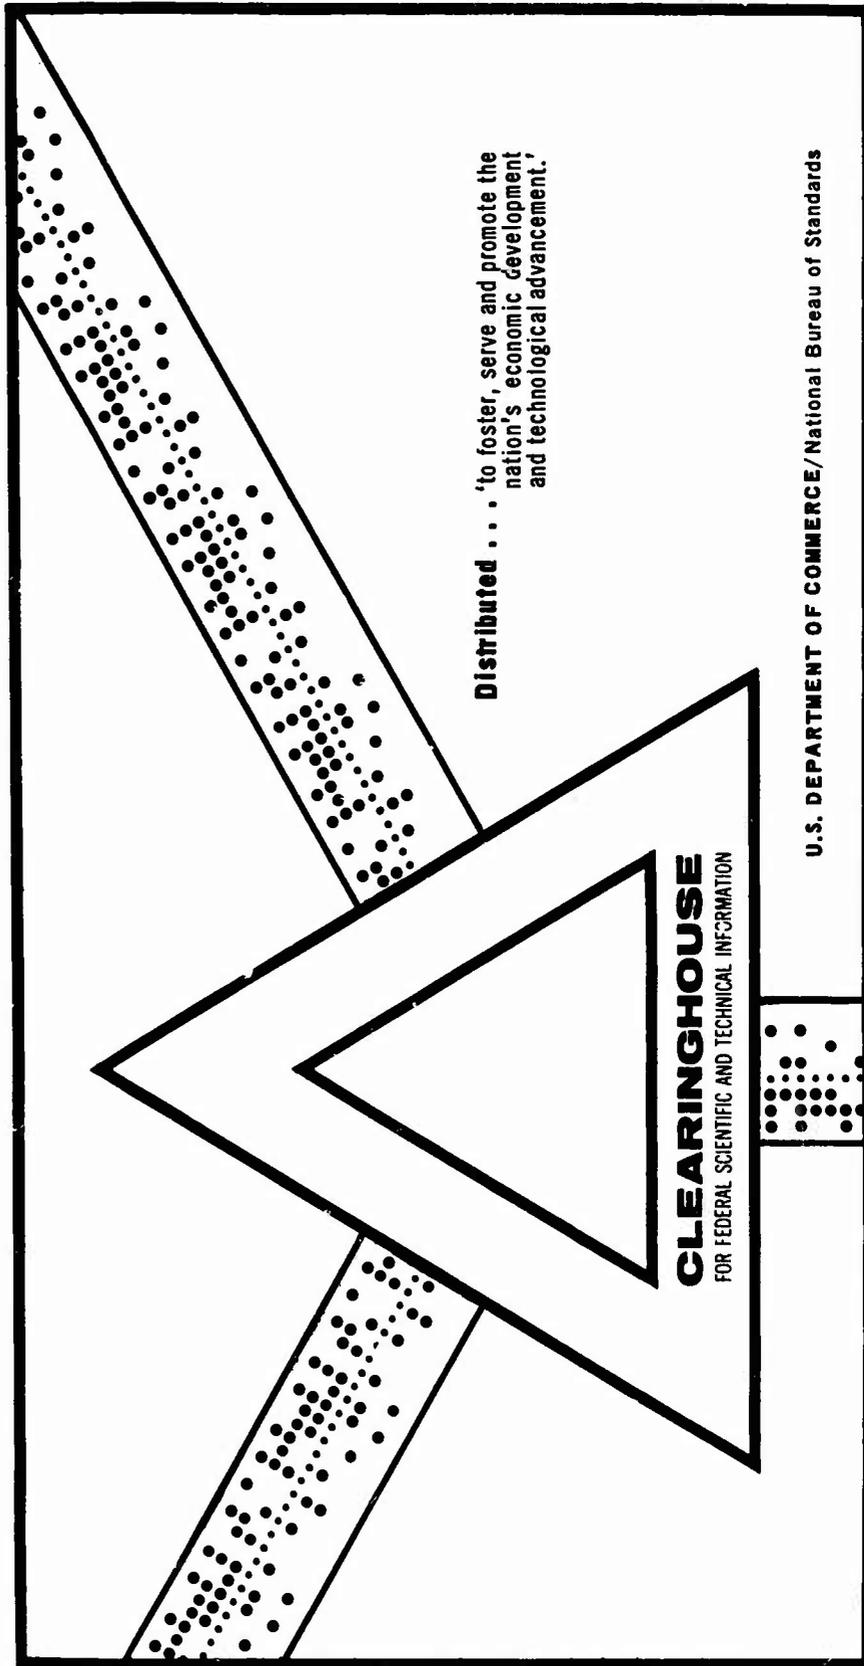 Distributed . . . 'to foster, serve and promote the
nation's economic development
and technological advancement.'
CLEARINGHOUSE
FOR FEDERAL SCIENTIFIC AND TECHNICAL INFORMATION
U.S. DEPARTMENT OF COMMERCE/National Bureau of Standards